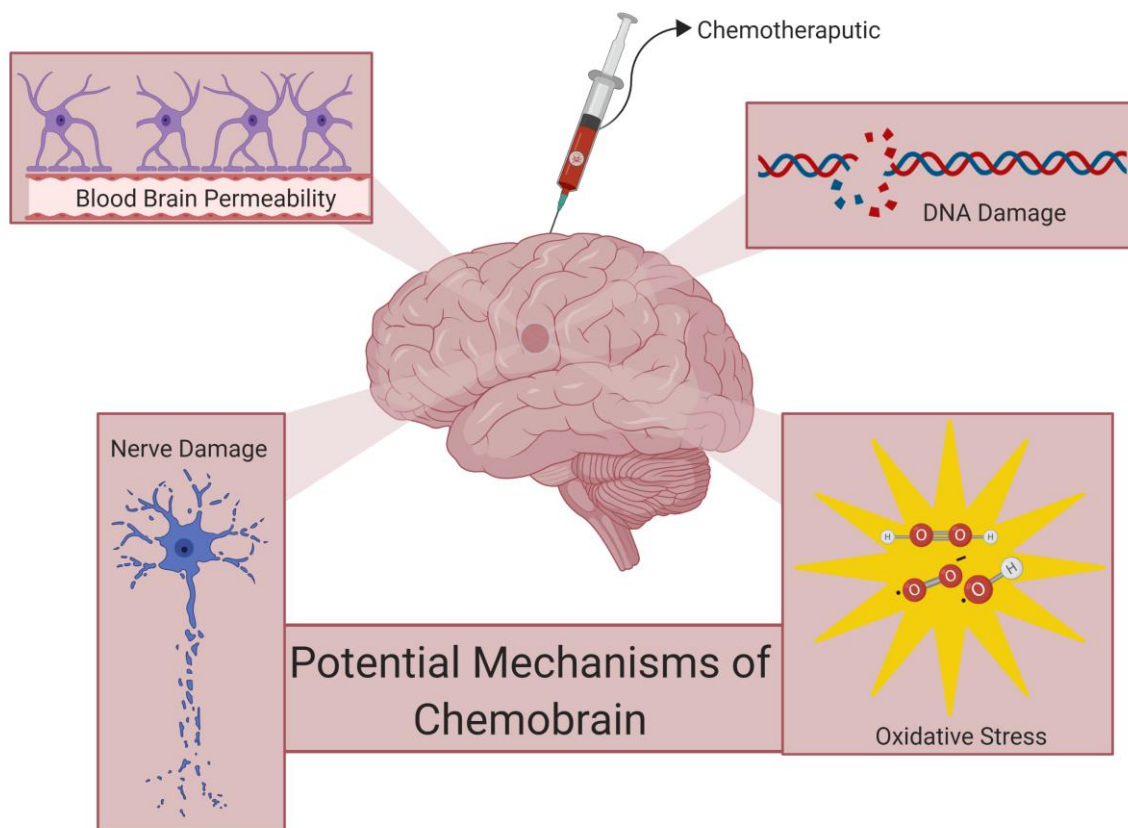 Chemotheraputic
Blood Brain Permeability
DNA Damage
Nerve Damage
H O O H
O O H
O
Potential Mechanisms of
Chemobrain
Oxidative Stress